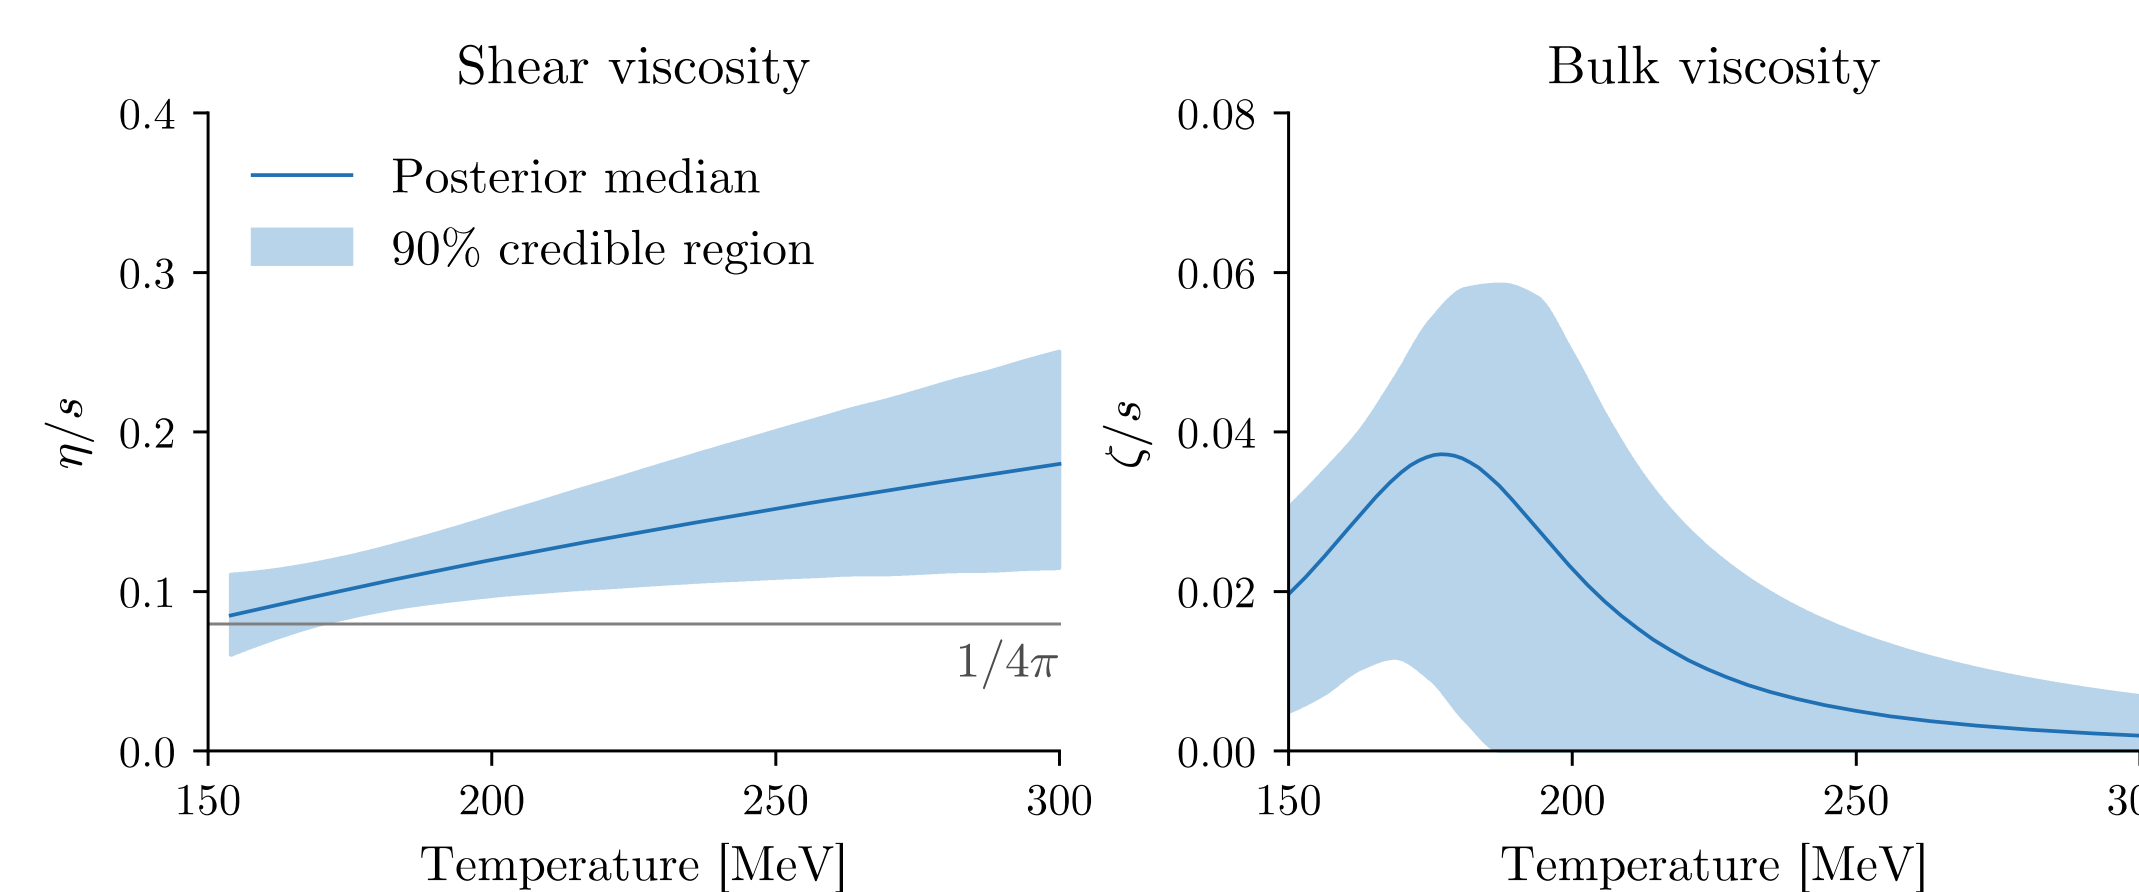 Shear viscosity
0.4
0.3
0.2
0.1
0.0
η/s
Posterior median
90% credible region
1/4π
150 200 250 300
Temperature [MeV]
Bulk viscosity
0.08
0.06
0.04
0.02
0.00
ζ/s
150 200 250 30
Temperature [MeV]